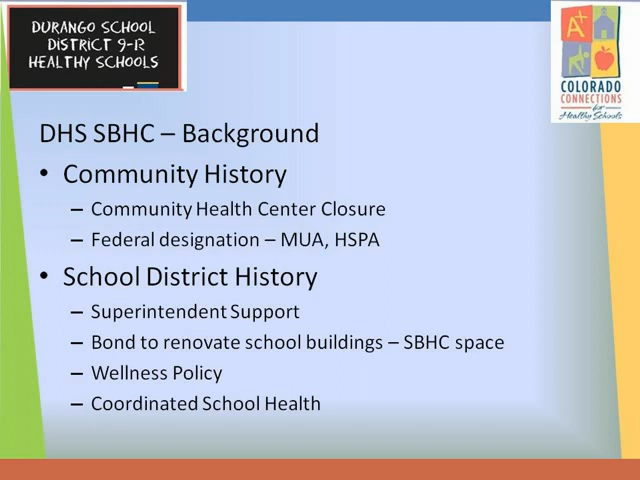 DURANGO SCHOOL
DISTRICT 9-R
HEALTHY SCHOOLS
A+
COLORADO
CONNECTIONS
for
Healthy Schools
DHS SBHC – Background
• Community History
– Community Health Center Closure
– Federal designation – MUA, HSPA
• School District History
– Superintendent Support
– Bond to renovate school buildings – SBHC space
– Wellness Policy
– Coordinated School Health